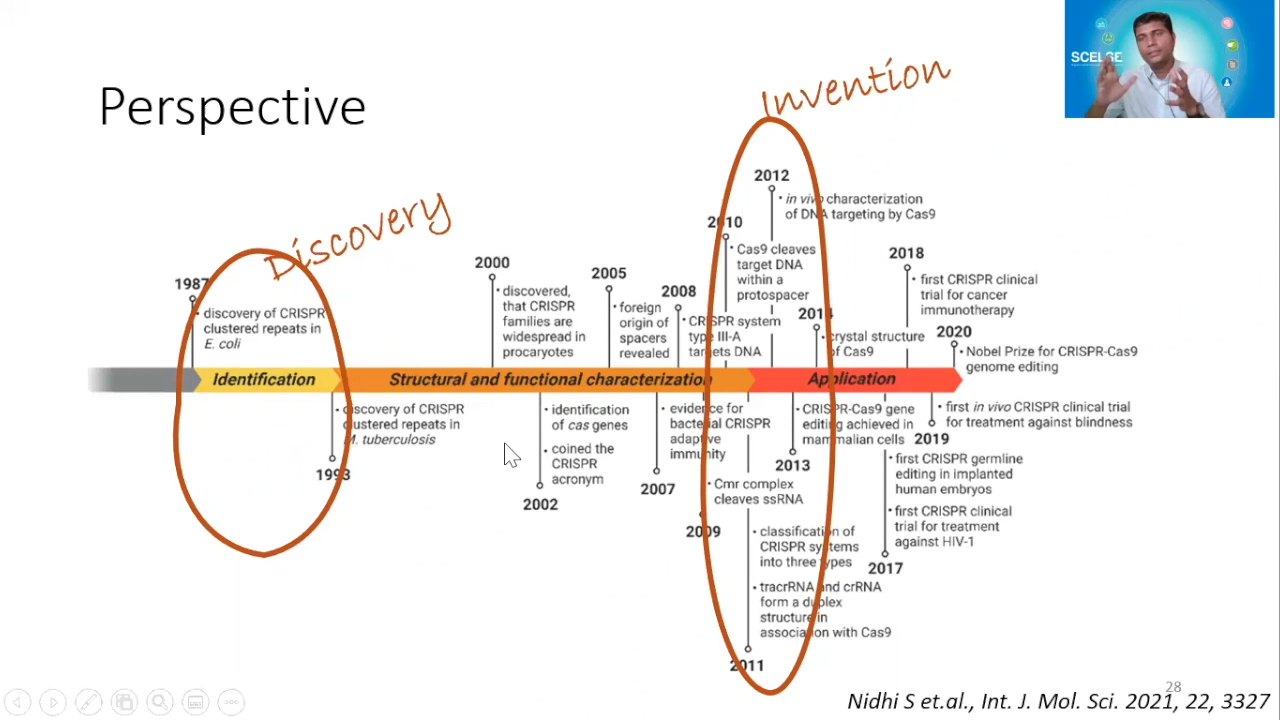 Perspective
Invention
Discovery
SCELSE
1987
discovery of CRISPR
clustered repeats in
E. coli
2000
discovered,
that CRISPR
families are
widespread in
procaryotes
2005
foreign
origin of
spacers
revealed
2008
CRISPR system
type III-A
targets DNA
2010
Cas9 cleaves
target DNA
within a
protospacer
2012
in vivo characterization
of DNA targeting by Cas9
2014
crystal structure
of Cas9
2018
first CRISPR clinical
trial for cancer
immunotherapy
2020
Nobel Prize for CRISPR-Cas9
genome editing
Identification
Structural and functional characterization
Application
discovery of CRISPR
clustered repeats in
M. tuberculosis
1993
identification
of cas genes
coined the
CRISPR
acronym
2002
evidence for
bacterial CRISPR
adaptive
immunity
2007
Cmr complex
cleaves ssRNA
2009
classification of
CRISPR systems
into three types
tracrRNA and crRNA
form a duplex
structure in
association with Cas9
2011
CRISPR-Cas9 gene
editing achieved in
mammalian cells
2013
first in vivo CRISPR clinical trial
for treatment against blindness
2019
first CRISPR germline
editing in implanted
human embryos
first CRISPR clinical
trial for treatment
against HIV-1
2017
28
Nidhi S et.al., Int. J. Mol. Sci. 2021, 22, 3327